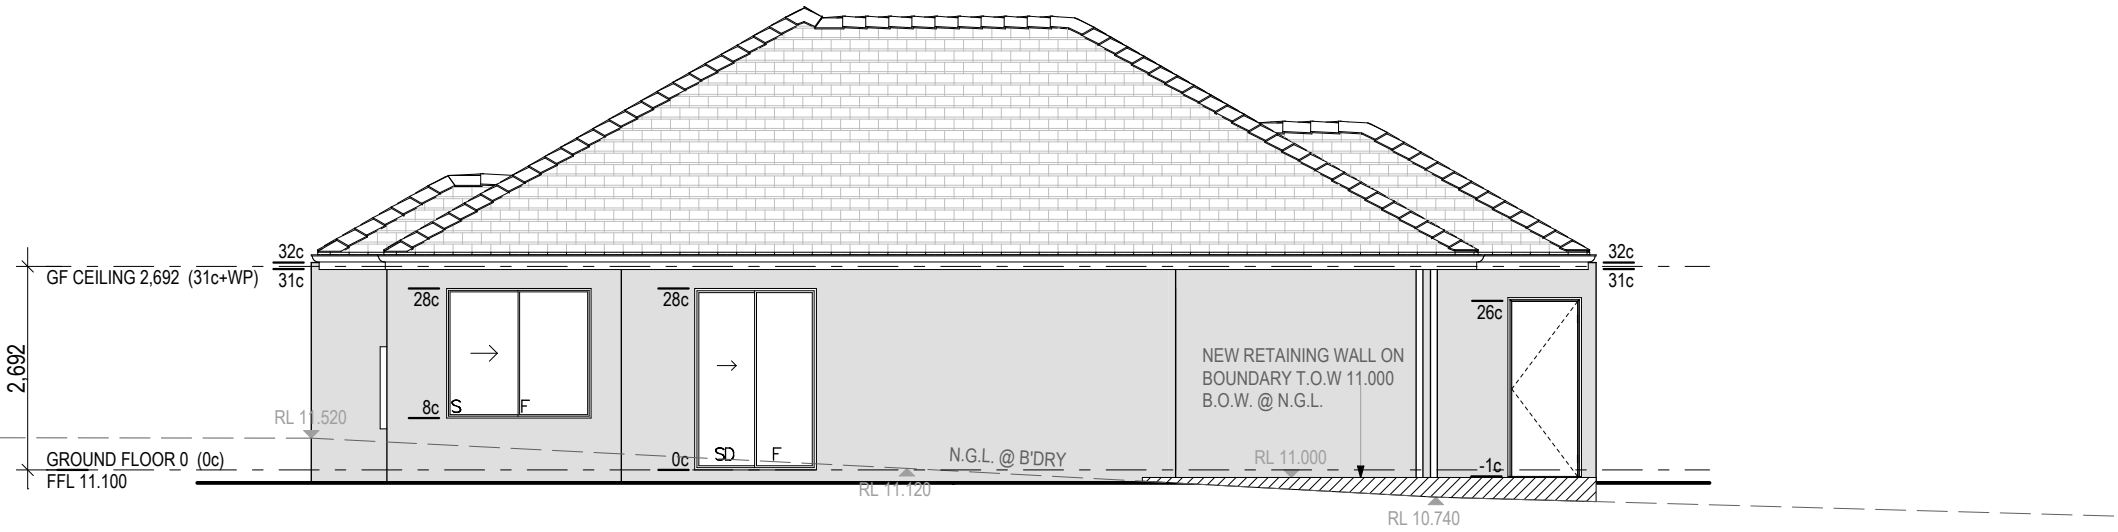 32c
GF CEILING 2,692 (31c+WP)
31c
32c
31c
28c
28c
26c
2,692
NEW RETAINING WALL ON
BOUNDARY T.O.W 11.000
B.O.W. @ N.G.L.
8c
S F
RL 11.520
GROUND FLOOR 0 (0c)
FFL 11.100
0c
SD F
N.G.L. @ B'DRY
RL 11.000
-1c
RL 11.120
RL 10.740